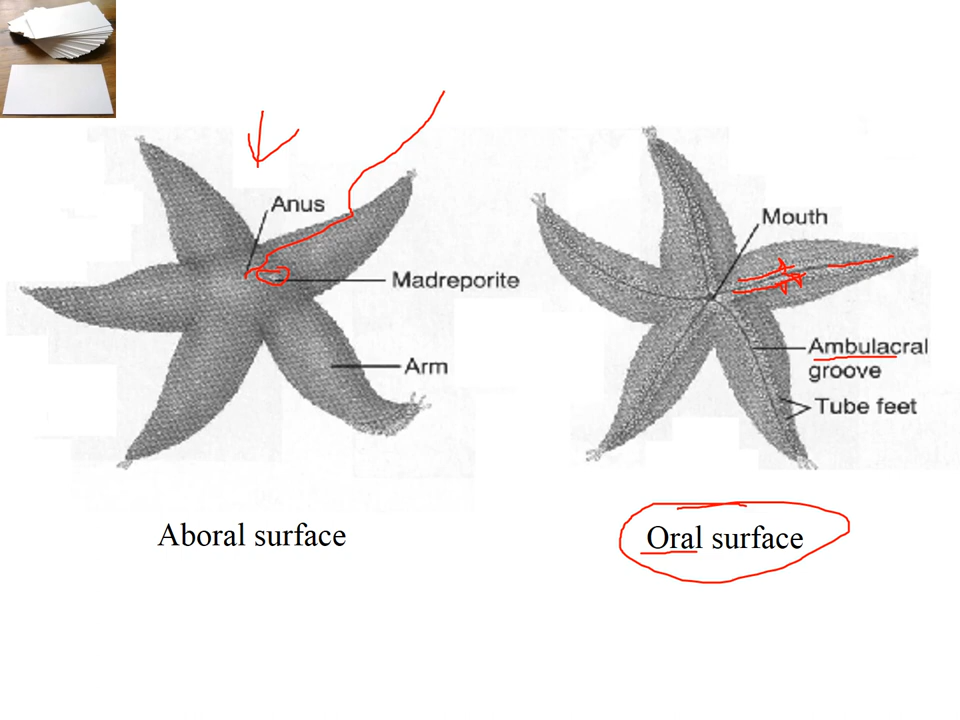 Anus
Madreporite
Arm
Aboral surface
Mouth
Ambulacral
groove
Tube feet
Oral surface